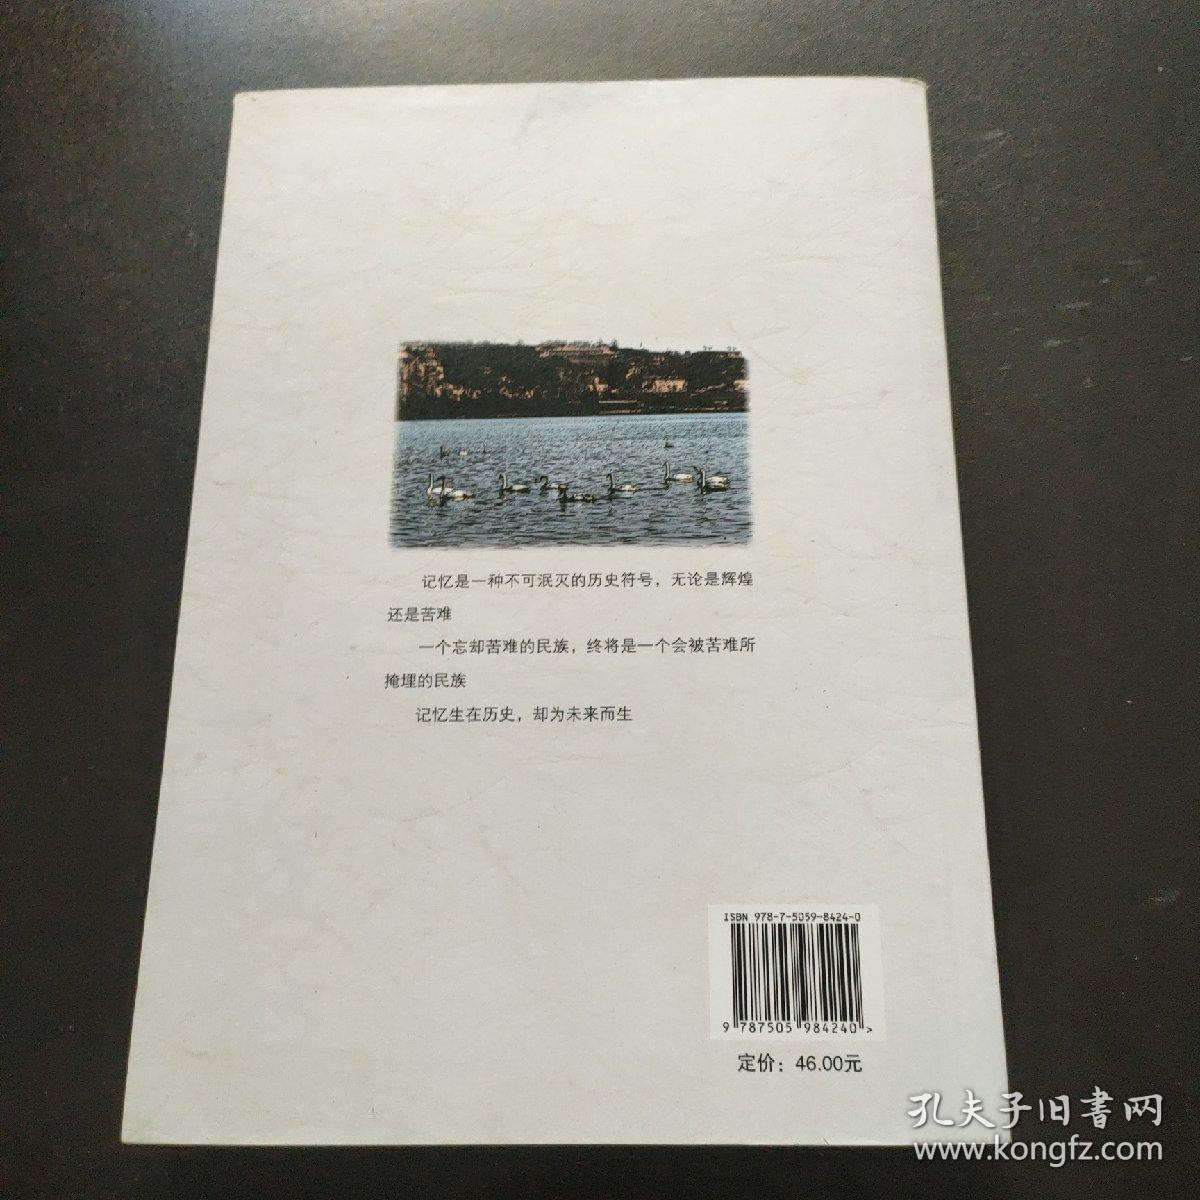 记忆是一种不可泯灭的历史符号，无论是辉煌
还是苦难
一个忘却苦难的民族，终将是一个会被苦难所
掩埋的民族
记忆生在历史，却为未来而生
ISBN 978-7-5059-8424-0
9 787505 984240 >
定价：46.00元
孔夫子旧書网
www.kongfz.com